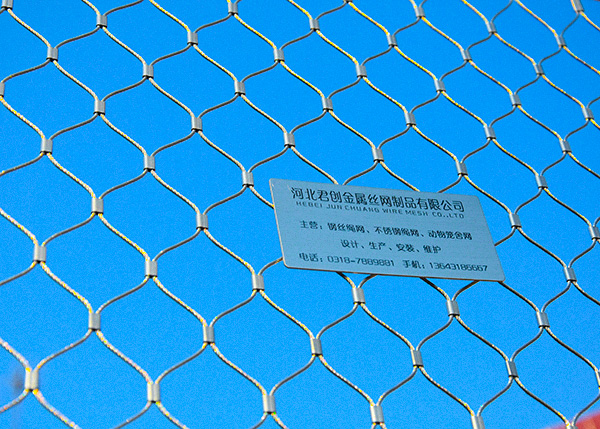 河北君创金属丝网制品有限公司
HEBEI JUN CHUANG WIRE MESH CO.,LTD
主营：钢丝绳网、不锈钢绳网、动物笼舍网
设计、生产、安装、维护
电话：0318-7889881 手机：13643186667